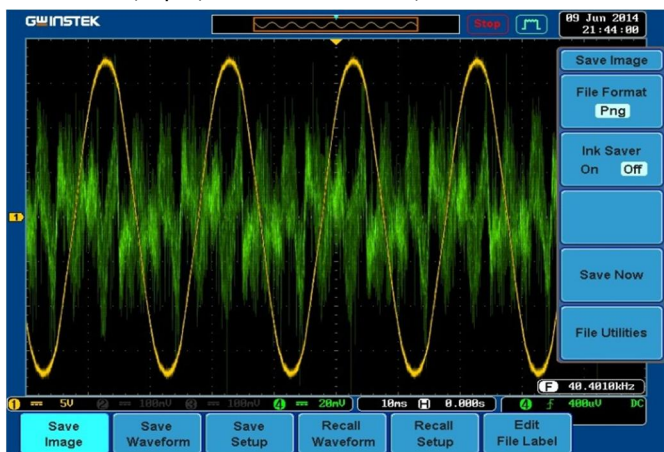 GWINSTEK
Stop
09 Jun 2014
21:44:00
Save Image
File Format
Png
Ink Saver
On Off
1
Save Now
File Utilities
F 40.4010kHz
1 5V 2 100mV 3 100mV 4 20mV 10ms H 0.000s 4 400uV DC
Save Image
Save Waveform
Save Setup
Recall Waveform
Recall Setup
Edit File Label